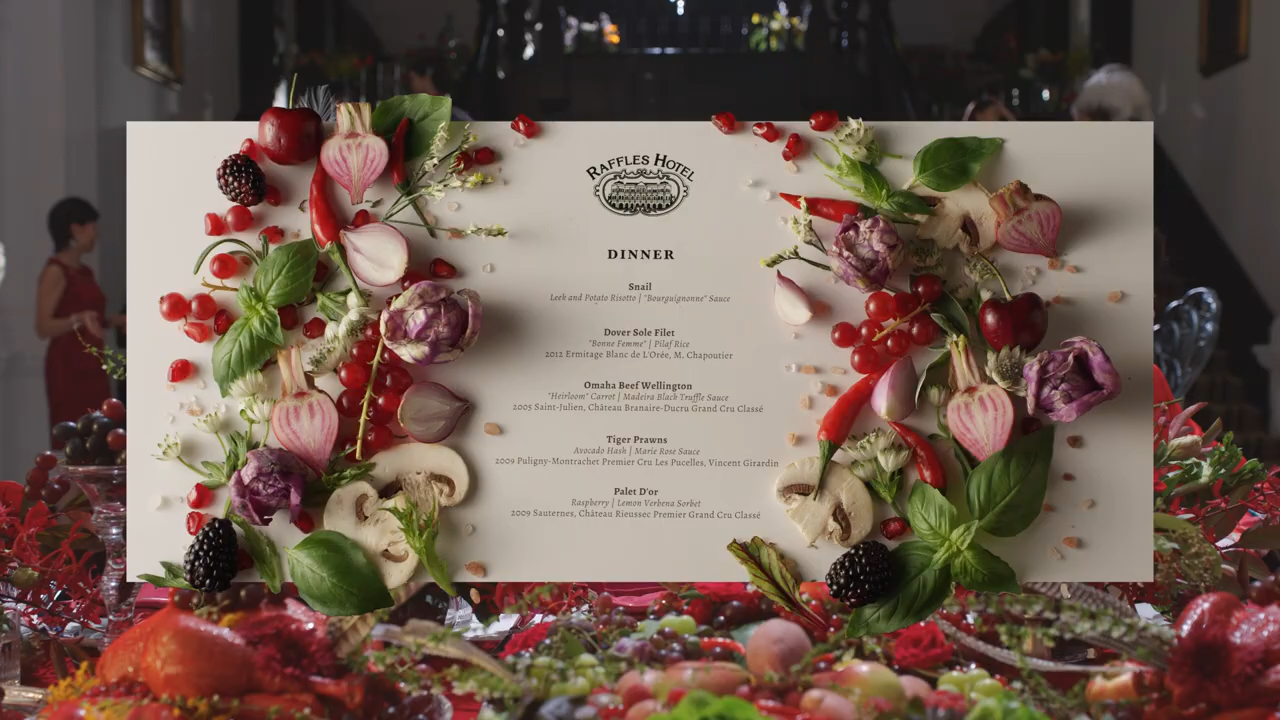 RAFFLES HOTEL
DINNER
Snail
Leek and Potato Risotto | "Bourguignonne" Sauce
Dover Sole Filet
"Bonne Femme" | Pilaf Rice
2012 Ermitage Blanc de L'Orée, M. Chapoutier
Omaha Beef Wellington
"Heirloom" Carrot | Madeira Black Truffle Sauce
2005 Saint-Julien, Château Branaire-Ducru Grand Cru Classé
Tiger Prawns
Avocado Hash | Marie Rose Sauce
2009 Puligny-Montrachet Premier Cru Les Pucelles, Vincent Girardin
Palet D'or
Raspberry | Lemon Verbena Sorbet
2009 Sauternes, Château Rieussec Premier Grand Cru Classé